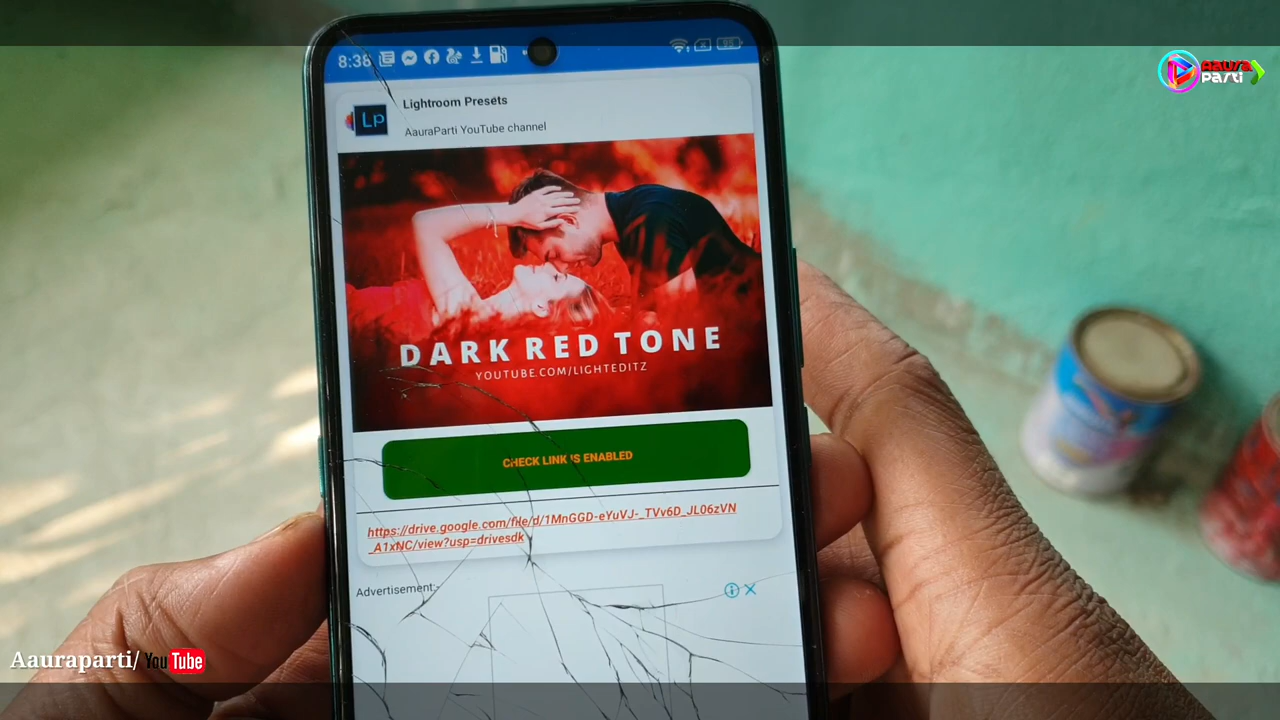 8:38
Aaura
Parti
Lp
Lightroom Presets
AauraParti YouTube channel
DARK RED TONE
YOUTUBE.COM/LIGHTEDITZ
CHECK LINK IS ENABLED
https://drive.google.com/file/d/1MnGGD-eYuVJ-_TVv6D_JL06zVN
_A1xNC/view?usp=drivesdk
Advertisement:-
Aauraparti/YouTube